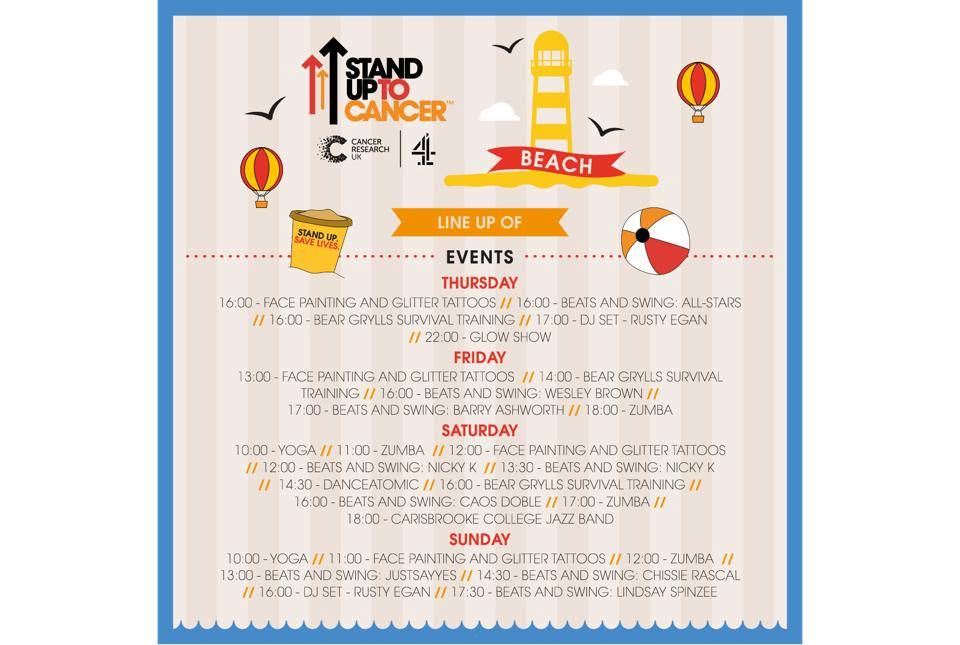 STAND
UP TO
CANCER™
CANCER
RESEARCH
UK
4
BEACH
STAND UP.
SAVE LIVES.
LINE UP OF
EVENTS
THURSDAY
16:00 - FACE PAINTING AND GLITTER TATTOOS // 16:00 - BEATS AND SWING: ALL-STARS
// 16:00 - BEAR GRYLLS SURVIVAL TRAINING // 17:00 - DJ SET - RUSTY EGAN
// 22:00 - GLOW SHOW
FRIDAY
13:00 - FACE PAINTING AND GLITTER TATTOOS // 14:00 - BEAR GRYLLS SURVIVAL
TRAINING // 16:00 - BEATS AND SWING: WESLEY BROWN //
17:00 - BEATS AND SWING: BARRY ASHWORTH // 18:00 - ZUMBA
SATURDAY
10:00 - YOGA // 11:00 - ZUMBA // 12:00 - FACE PAINTING AND GLITTER TATTOOS
// 12:00 - BEATS AND SWING: NICKY K // 13:30 - BEATS AND SWING: NICKY K
// 14:30 - DANCEATOMIC // 16:00 - BEAR GRYLLS SURVIVAL TRAINING //
16:00 - BEATS AND SWING: CAOS DOBLE // 17:00 - ZUMBA //
18:00 - CARISBROOKE COLLEGE JAZZ BAND
SUNDAY
10:00 - YOGA // 11:00 - FACE PAINTING AND GLITTER TATTOOS // 12:00 - ZUMBA //
13:00 - BEATS AND SWING: JUSTSAYYES // 14:30 - BEATS AND SWING: CHISSIE RASCAL
// 16:00 - DJ SET - RUSTY EGAN // 17:30 - BEATS AND SWING: LINDSAY SPINZEE